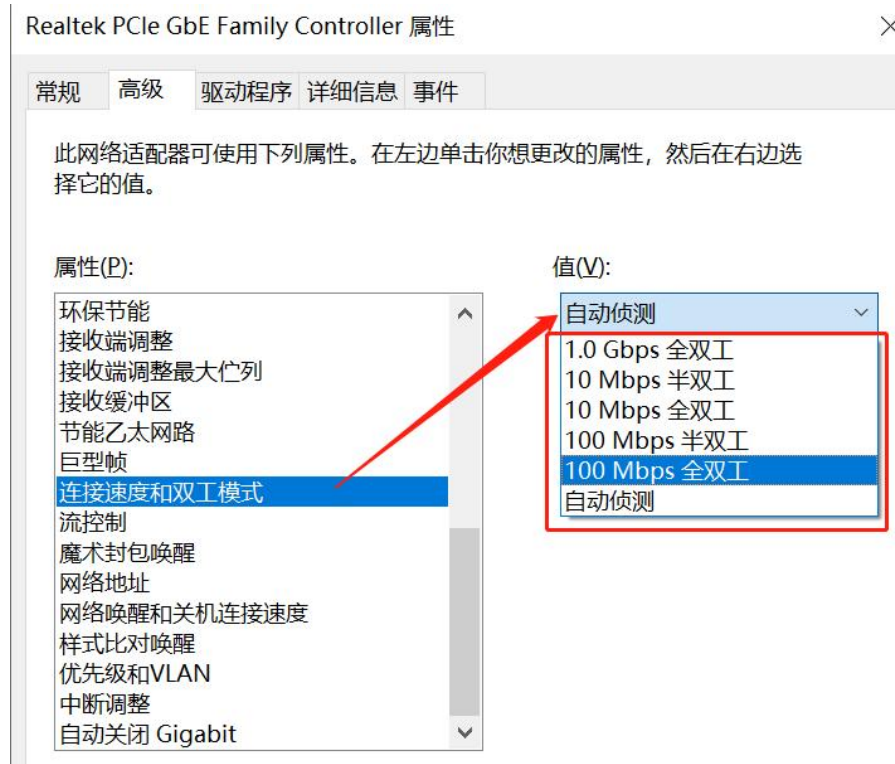 Realtek PCIe GbE Family Controller 属性
常规
高级
驱动程序
详细信息
事件
此网络适配器可使用下列属性。在左边单击你想更改的属性，然后在右边选
择它的值。
属性(P):
值(V):
环保节能
接收端调整
接收端调整最大伫列
接收缓冲区
节能乙太网路
巨型帧
连接速度和双工模式
流控制
魔术封包唤醒
网络地址
网络唤醒和关机连接速度
样式比对唤醒
优先级和VLAN
中断调整
自动关闭 Gigabit
自动侦测
1.0 Gbps 全双工
10 Mbps 半双工
10 Mbps 全双工
100 Mbps 半双工
100 Mbps 全双工
自动侦测